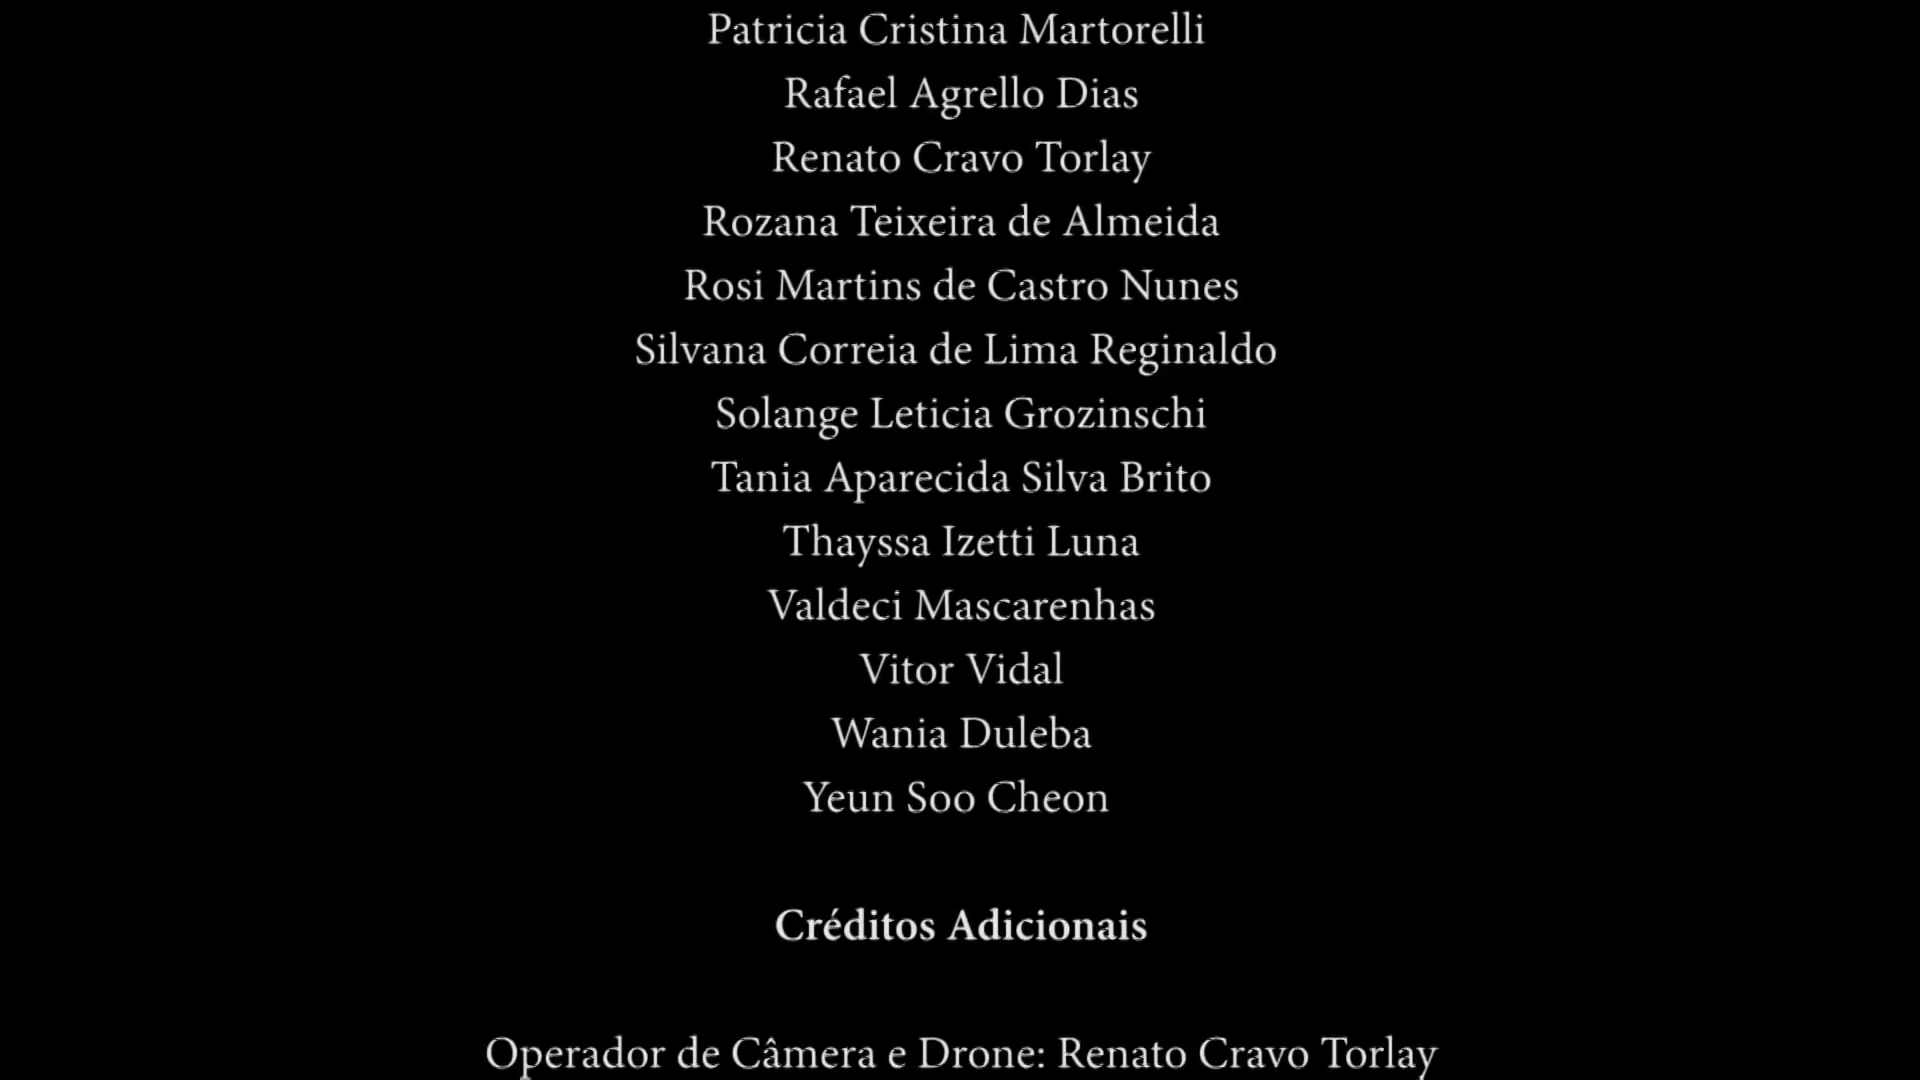 Patricia Cristina Martorelli
Rafael Agrello Dias
Renato Cravo Torlay
Rozana Teixeira de Almeida
Rosi Martins de Castro Nunes
Silvana Correia de Lima Reginaldo
Solange Leticia Grozinschi
Tania Aparecida Silva Brito
Thayssa Izetti Luna
Valdeci Mascarenhas
Vitor Vidal
Wania Duleba
Yeun Soo Cheon
Créditos Adicionais
Operador de Câmera e Drone: Renato Cravo Torlay